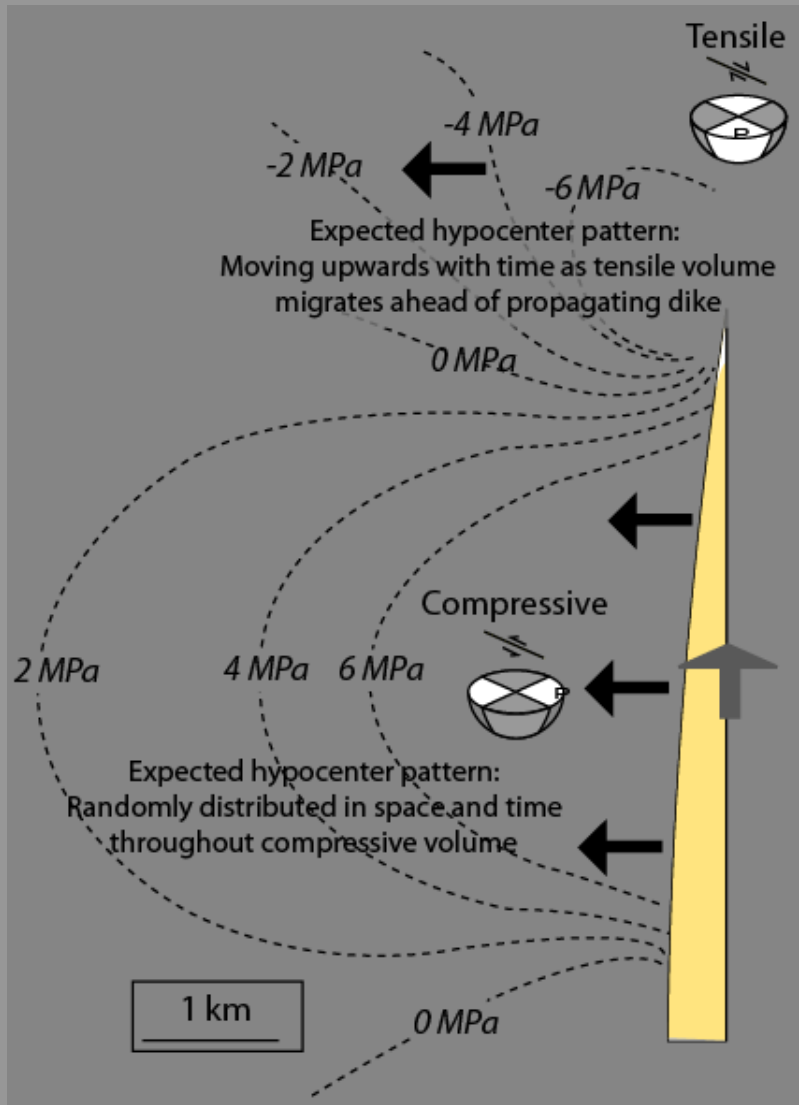 Tensile
-4 MPa
P
-2 MPa
-6 MPa
Expected hypocenter pattern:
Moving upwards with time as tensile volume
migrates ahead of propagating dike
0 MPa
Compressive
2 MPa
4 MPa
6 MPa
P
Expected hypocenter pattern:
Randomly distributed in space and time
throughout compressive volume
1 km
0 MPa